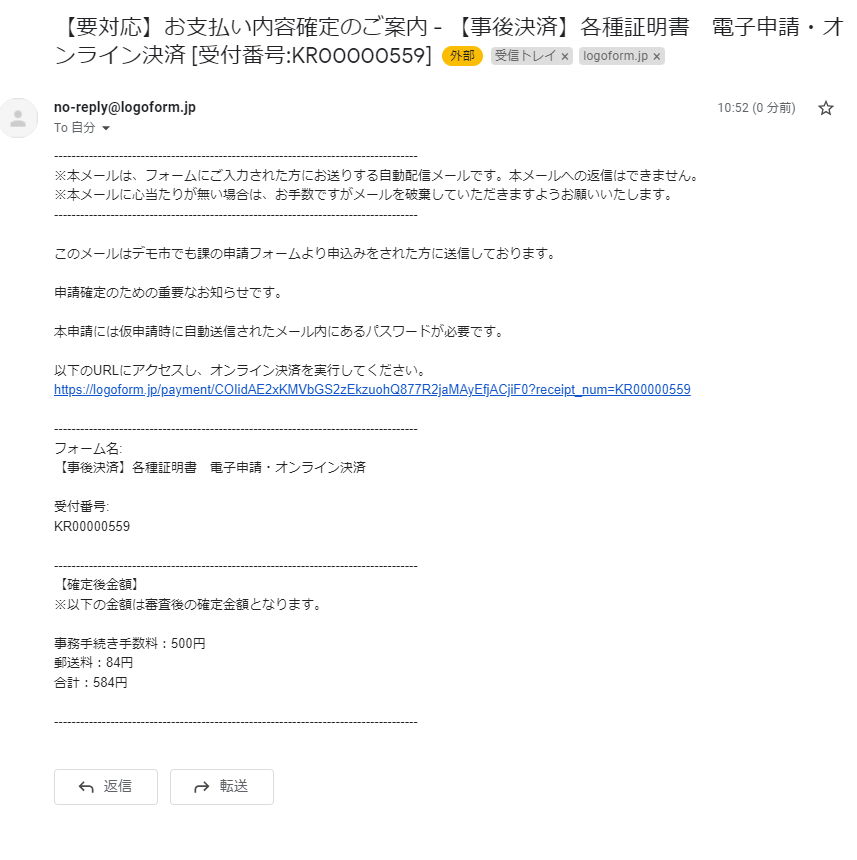 【要対応】お支払い内容確定のご案内 - 【事後決済】各種証明書　電子申請・オ
ンライン決済 [受付番号:KR00000559] 外部 受信トレイ × logoform.jp ×
no-reply@logoform.jp 10:52 (0 分前)
To 自分
--------------------------------------------------------------------------------
※本メールは、フォームにご入力された方にお送りする自動配信メールです。本メールへの返信はできません。
※本メールに心当たりが無い場合は、お手数ですがメールを破棄していただきますようお願いいたします。
--------------------------------------------------------------------------------
このメールはデモ市でも課の申請フォームより申込みをされた方に送信しております。
申請確定のための重要なお知らせです。
本申請には仮申請時に自動送信されたメール内にあるパスワードが必要です。
以下のURLにアクセスし、オンライン決済を実行してください。
https://logoform.jp/payment/COIidAE2xKMVbGS2zEkzuohQ877R2jaMAyEfjACjiF0?receipt_num=KR00000559
--------------------------------------------------------------------------------
フォーム名:
【事後決済】各種証明書　電子申請・オンライン決済
受付番号:
KR00000559
--------------------------------------------------------------------------------
【確定後金額】
※以下の金額は審査後の確定金額となります。
事務手続き手数料：500円
郵送料：84円
合計：584円
--------------------------------------------------------------------------------
返信 転送